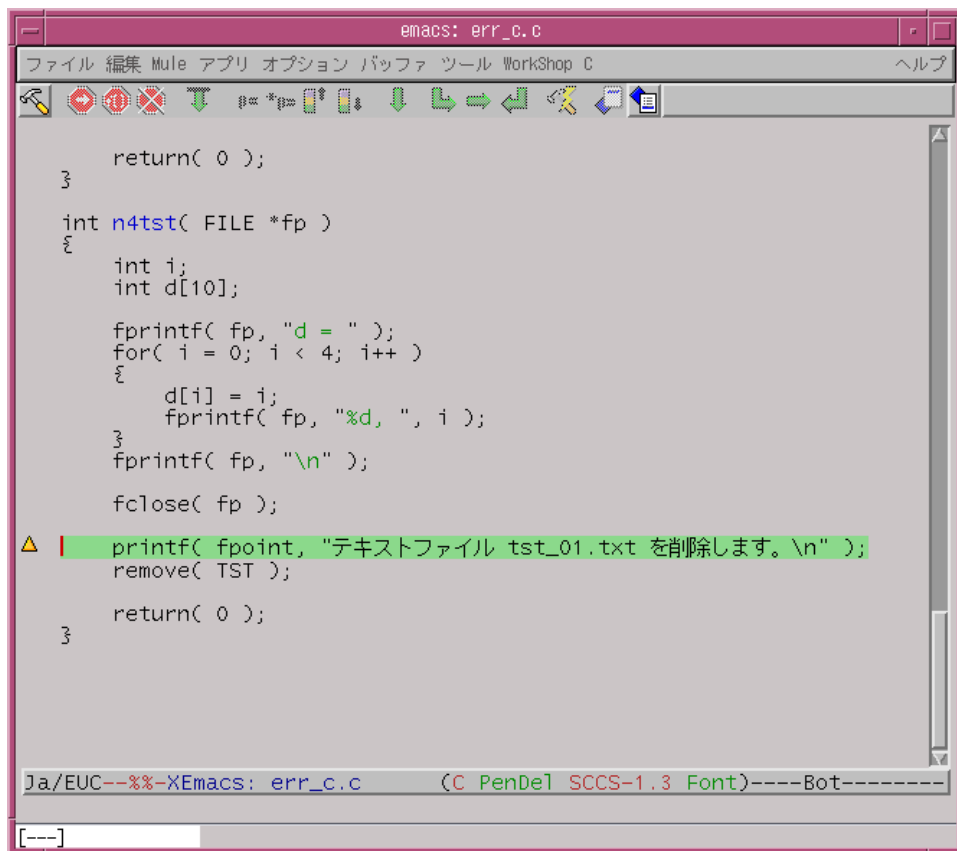 emacs: err_c.c
ファイル 編集 Mule アプリ オプション バッファ ツール WorkShop C ヘルプ
return( 0 );
}
int n4tst( FILE *fp )
{
int i;
int d[10];
fprintf( fp, "d = " );
for( i = 0; i < 4; i++ )
{
d[i] = i;
fprintf( fp, "%d, ", i );
}
fprintf( fp, "\n" );
fclose( fp );
printf( fpoint, "テキストファイル tst_01.txt を削除します。\n" );
remove( TST );
return( 0 );
}
Ja/EUC--%%-XEmacs: err_c.c (C PenDel SCCS-1.3 Font)----Bot--------
[---]